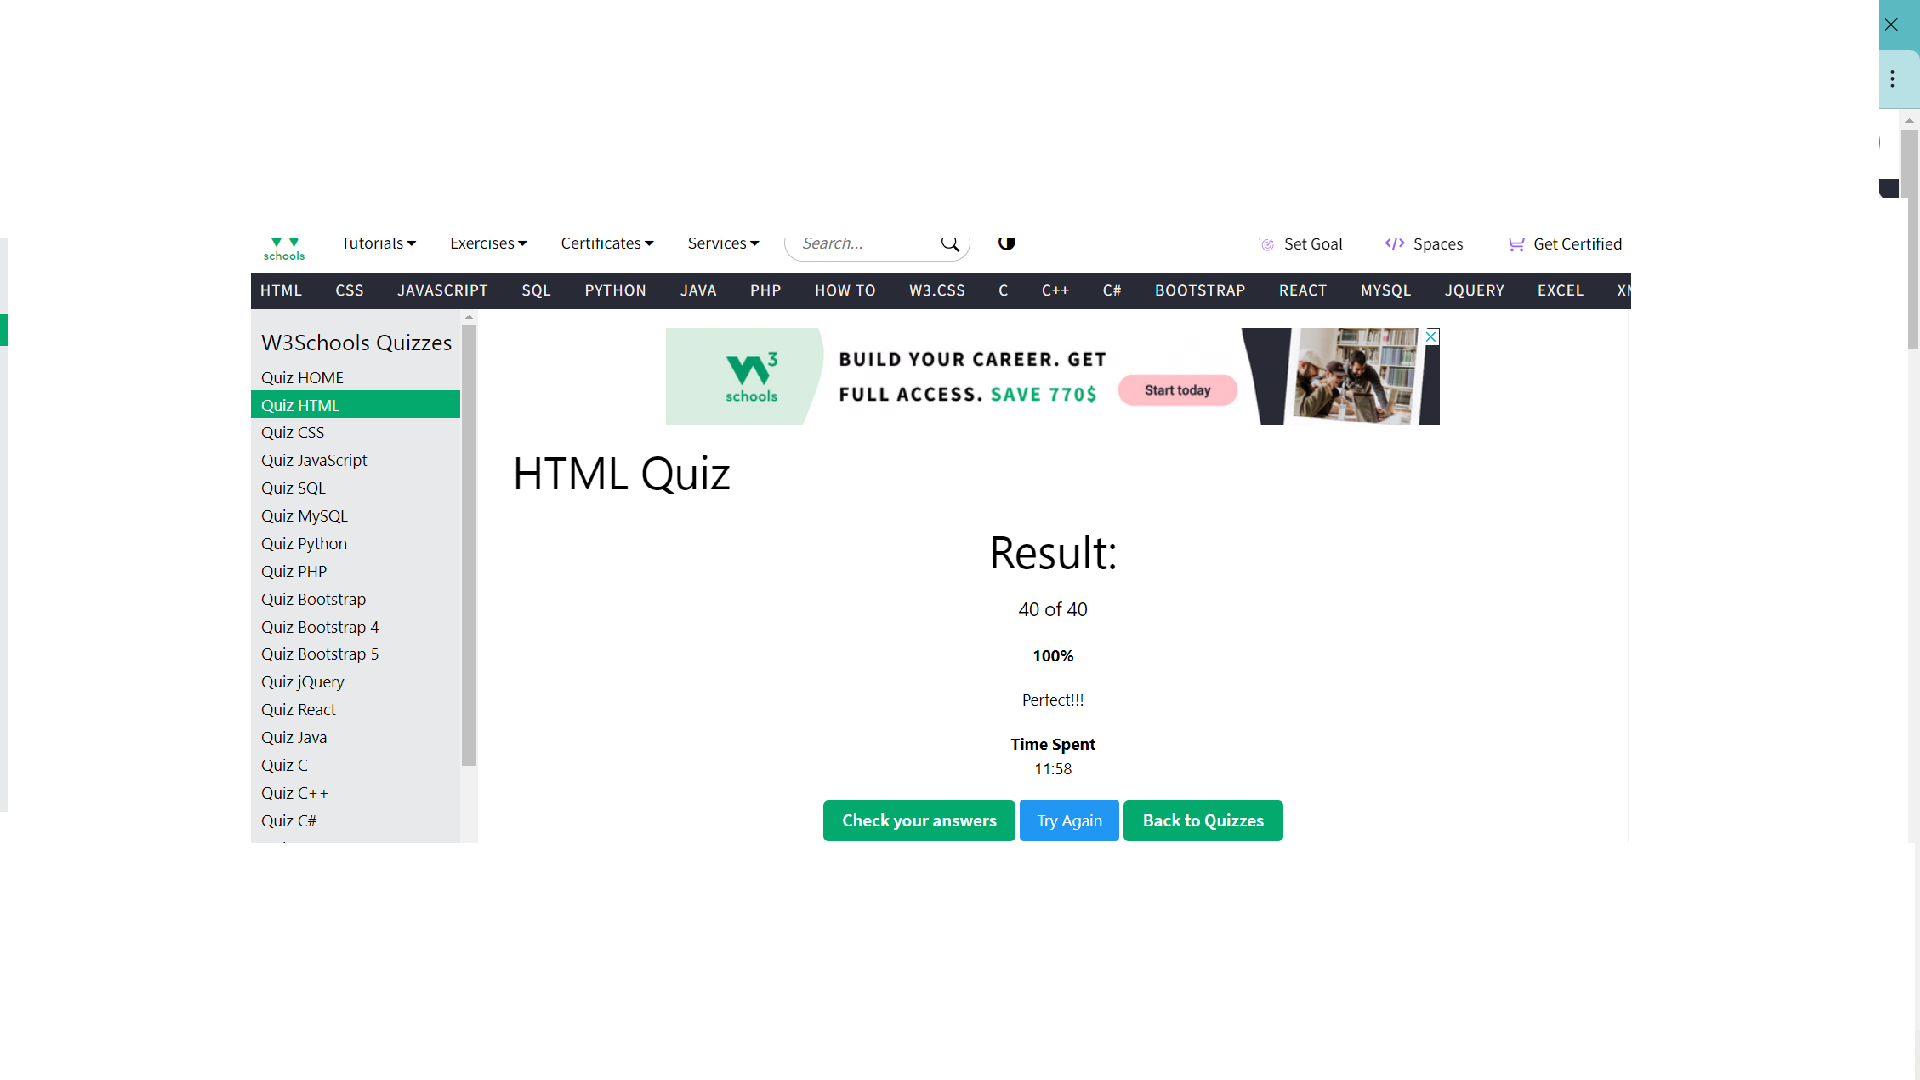 schools
Tutorials
Exercises
Certificates
Services
Search...
Set Goal
Spaces
Get Certified
HTML CSS JAVASCRIPT SQL PYTHON JAVA PHP HOW TO W3.CSS C C++ C# BOOTSTRAP REACT MYSQL JQUERY EXCEL
W3Schools Quizzes
Quiz HOME
Quiz HTML
Quiz CSS
Quiz JavaScript
Quiz SQL
Quiz MySQL
Quiz Python
Quiz PHP
Quiz Bootstrap
Quiz Bootstrap 4
Quiz Bootstrap 5
Quiz jQuery
Quiz React
Quiz Java
Quiz C
Quiz C++
Quiz C#
3
schools
BUILD YOUR CAREER. GET
FULL ACCESS. SAVE 770$
Start today
HTML Quiz
Result:
40 of 40
100%
Perfect!!!
Time Spent
11:58
Check your answers
Try Again
Back to Quizzes